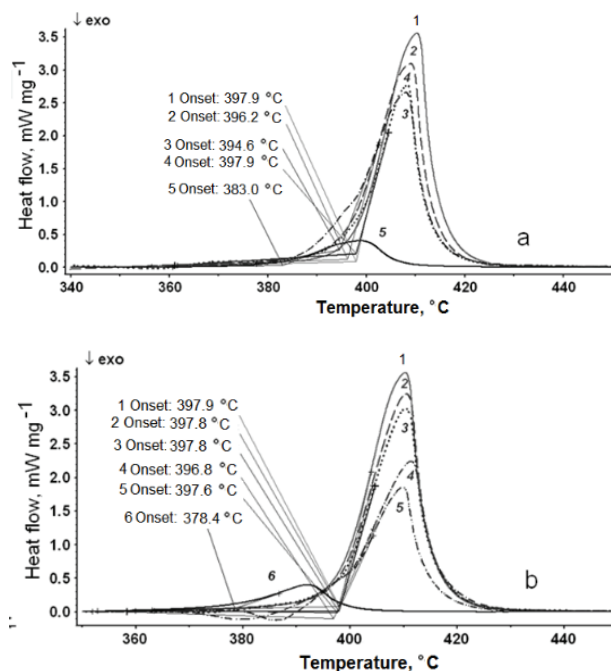 ↓ exo
3.5
3.0
2.5
2.0
1.5
1.0
0.5
0.0
Heat flow, mW mg⁻¹
1
2
4
3
5
1 Onset: 397.9 °C
2 Onset: 396.2 °C
3 Onset: 394.6 °C
4 Onset: 397.9 °C
5 Onset: 383.0 °C
a
340 360 380 400 420 440
Temperature, °C
↓ exo
3.5
3.0
2.5
2.0
1.5
1.0
0.5
0.0
Heat flow, mW mg⁻¹
1
2
3
4
5
6
1 Onset: 397.9 °C
2 Onset: 397.8 °C
3 Onset: 397.8 °C
4 Onset: 396.8 °C
5 Onset: 397.6 °C
6 Onset: 378.4 °C
b
360 380 400 420 440
Temperature, °C